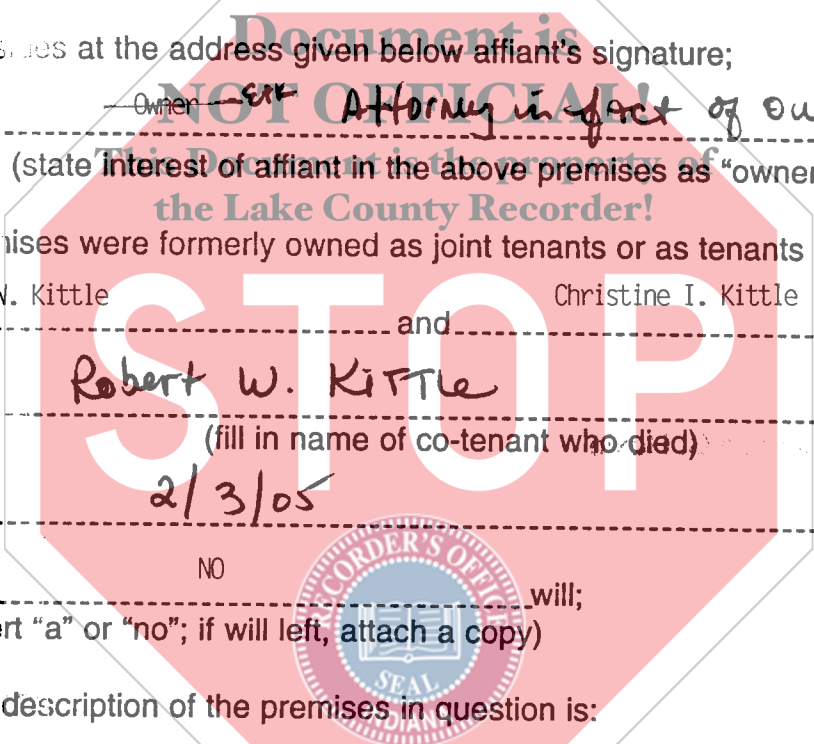 Document is
at the address given below affiant's signature;
NOT OFFICIAL!
Owner Attorney in fact of
This Document is the property of
(state interest of affiant in the above premises as "owner
the Lake County Recorder!
were formerly owned as joint tenants or as tenants
W. Kittle Christine I. Kittle
and
STOP
Robert W. Kittle
(fill in name of co-tenant who died)
2/3/05
NO
will;
"a" or "no"; if will left, attach a copy)
RECORDER'S OFFICE
SEAL
description of the premises in question is: